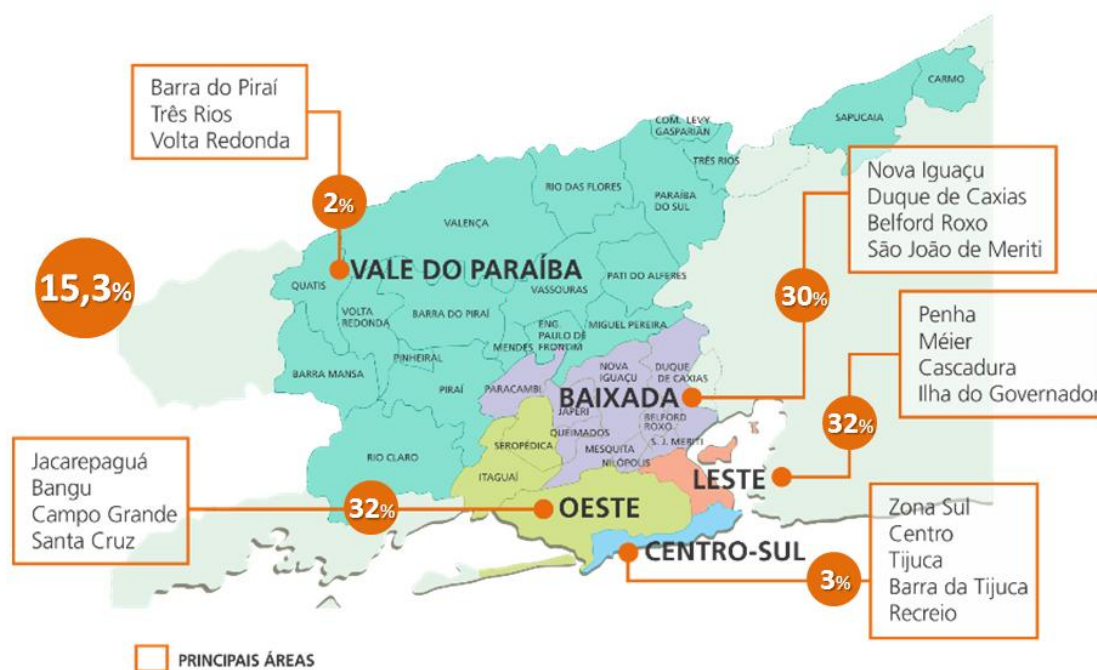 Barra do Piraí
Três Rios
Volta Redonda
2%
15,3%
CARMO
SAPUCAIA
COM. LEVY
GASPARIAN
TRÊS RIOS
RIO DAS FLORES
PARAÍBA
DO SUL
VALENÇA
Nova Iguaçu
Duque de Caxias
Belford Roxo
São João de Meriti
30%
VALE DO PARAÍBA
QUATIS
VASSOURAS
PATI DO ALFERES
VOLTA
REDONDA
BARRA DO PIRAÍ
ENG.
PAULO DE
FRONTIM
MIGUEL PEREIRA
MENDES
PINHEIRAL
BARRA MANSA
PIRAÍ
PARACAMBI
NOVA
IGUAÇU
DUQUE
DE CAXIAS
BAIXADA
JAPERI
BELFORD
ROXO
QUEIMADOS
S. J. MERITI
SEROPÉDICA
MESQUITA
NILÓPOLIS
RIO CLARO
ITAGUAÍ
Penha
Méier
Cascadura
Ilha do Governador
32%
LESTE
Jacarepaguá
Bangu
Campo Grande
Santa Cruz
32%
OESTE
CENTRO-SUL
Zona Sul
Centro
Tijuca
Barra da Tijuca
Recreio
3%
PRINCIPAIS ÁREAS